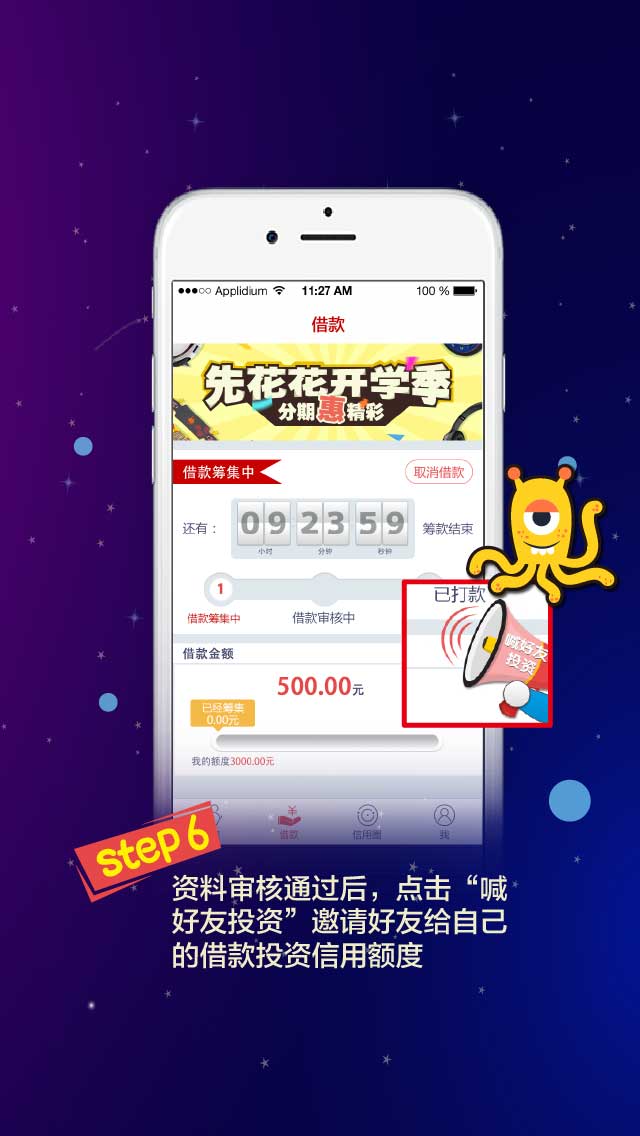 Applidium 11:27 AM 100 %
借款
先花花开学季
分期惠精彩
借款筹集中 取消借款
还有： 09 23 59 筹款结束
小时 分钟 秒钟
1
借款筹集中 借款审核中 已打款
喊好友
投资
借款金额
500.00元
已经筹集
0.00元
我的额度3000.00元
借款 信用圈 我
step 6
资料审核通过后，点击“喊
好友投资”邀请好友给自己
的借款投资信用额度